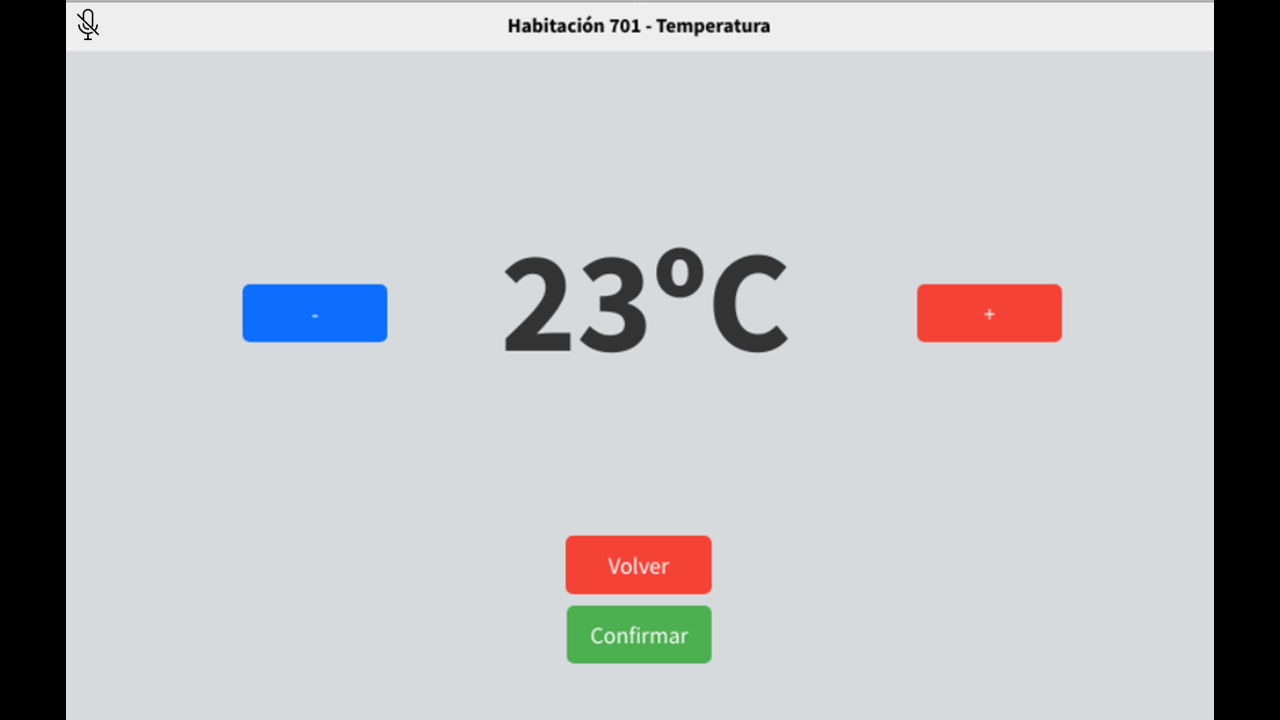 Habitación 701 - Temperatura
- 23ºC +
Volver
Confirmar